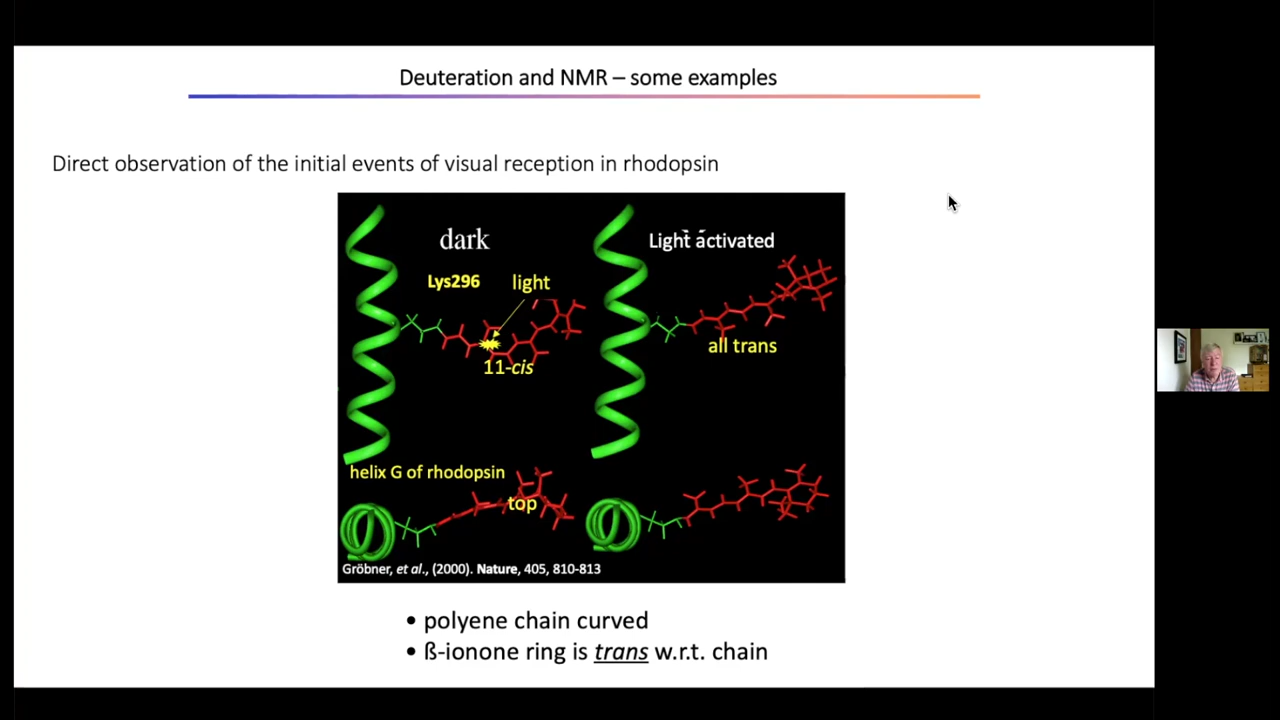 Deuteration and NMR – some examples
Direct observation of the initial events of visual reception in rhodopsin
dark
Light activated
Lys296
light
all trans
11-cis
helix G of rhodopsin
top
Gröbner, et al., (2000). Nature, 405, 810-813
• polyene chain curved
• ß-ionone ring is trans w.r.t. chain